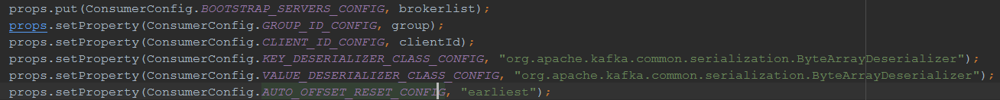 props.put(ConsumerConfig.BOOTSTRAP_SERVERS_CONFIG, brokerlist);
props.setProperty(ConsumerConfig.GROUP_ID_CONFIG, group);
props.setProperty(ConsumerConfig.CLIENT_ID_CONFIG, clientId);
props.setProperty(ConsumerConfig.KEY_DESERIALIZER_CLASS_CONFIG, "org.apache.kafka.common.serialization.ByteArrayDeserializer");
props.setProperty(ConsumerConfig.VALUE_DESERIALIZER_CLASS_CONFIG, "org.apache.kafka.common.serialization.ByteArrayDeserializer");
props.setProperty(ConsumerConfig.AUTO_OFFSET_RESET_CONFIG, "earliest");